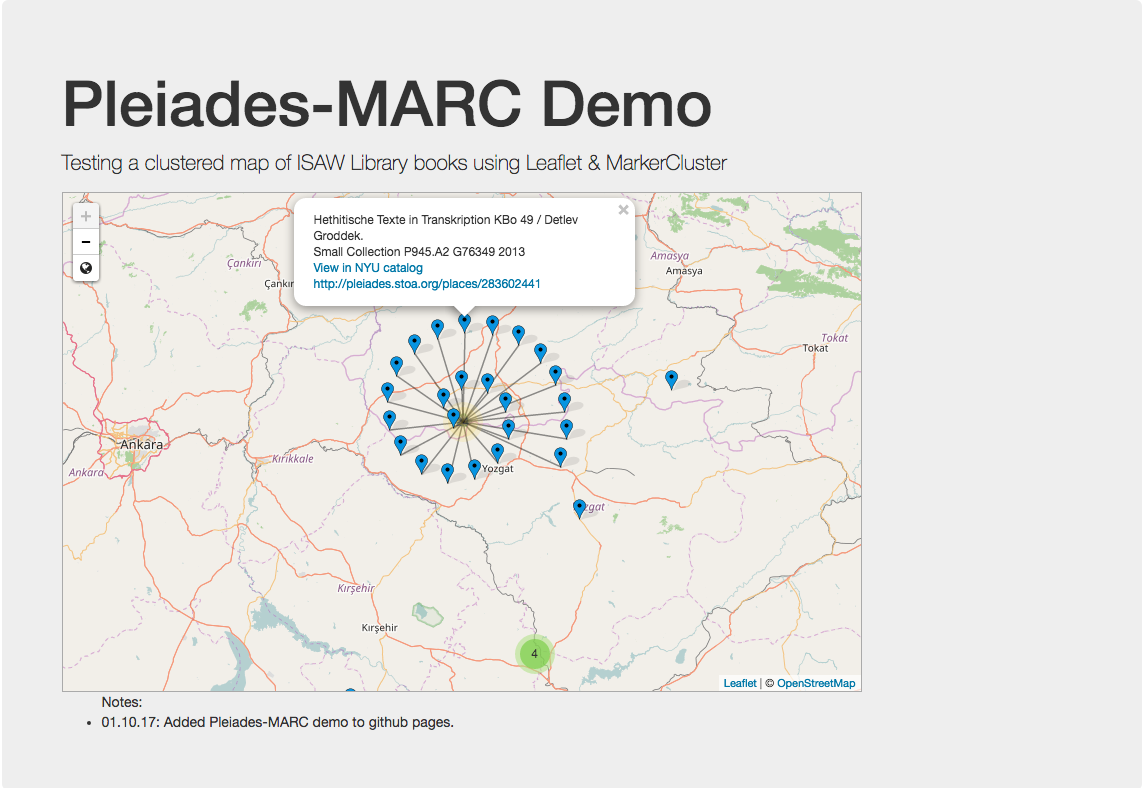 Pleiades-MARC Demo
Testing a clustered map of ISAW Library books using Leaflet & MarkerCluster
+
-
×
Hethitische Texte in Transkription KBo 49 / Detlev
Groddek.
Small Collection P945.A2 G76349 2013
View in NYU catalog
http://pleiades.stoa.org/places/283602441
Çankırı
Amasya
Amasya
Tokat
Tokat
Ankara
Ankara
Kırıkkale
Yozgat
Kırşehir
Kırşehir
4
Leaflet | © OpenStreetMap
Notes:
• 01.10.17: Added Pleiades-MARC demo to github pages.